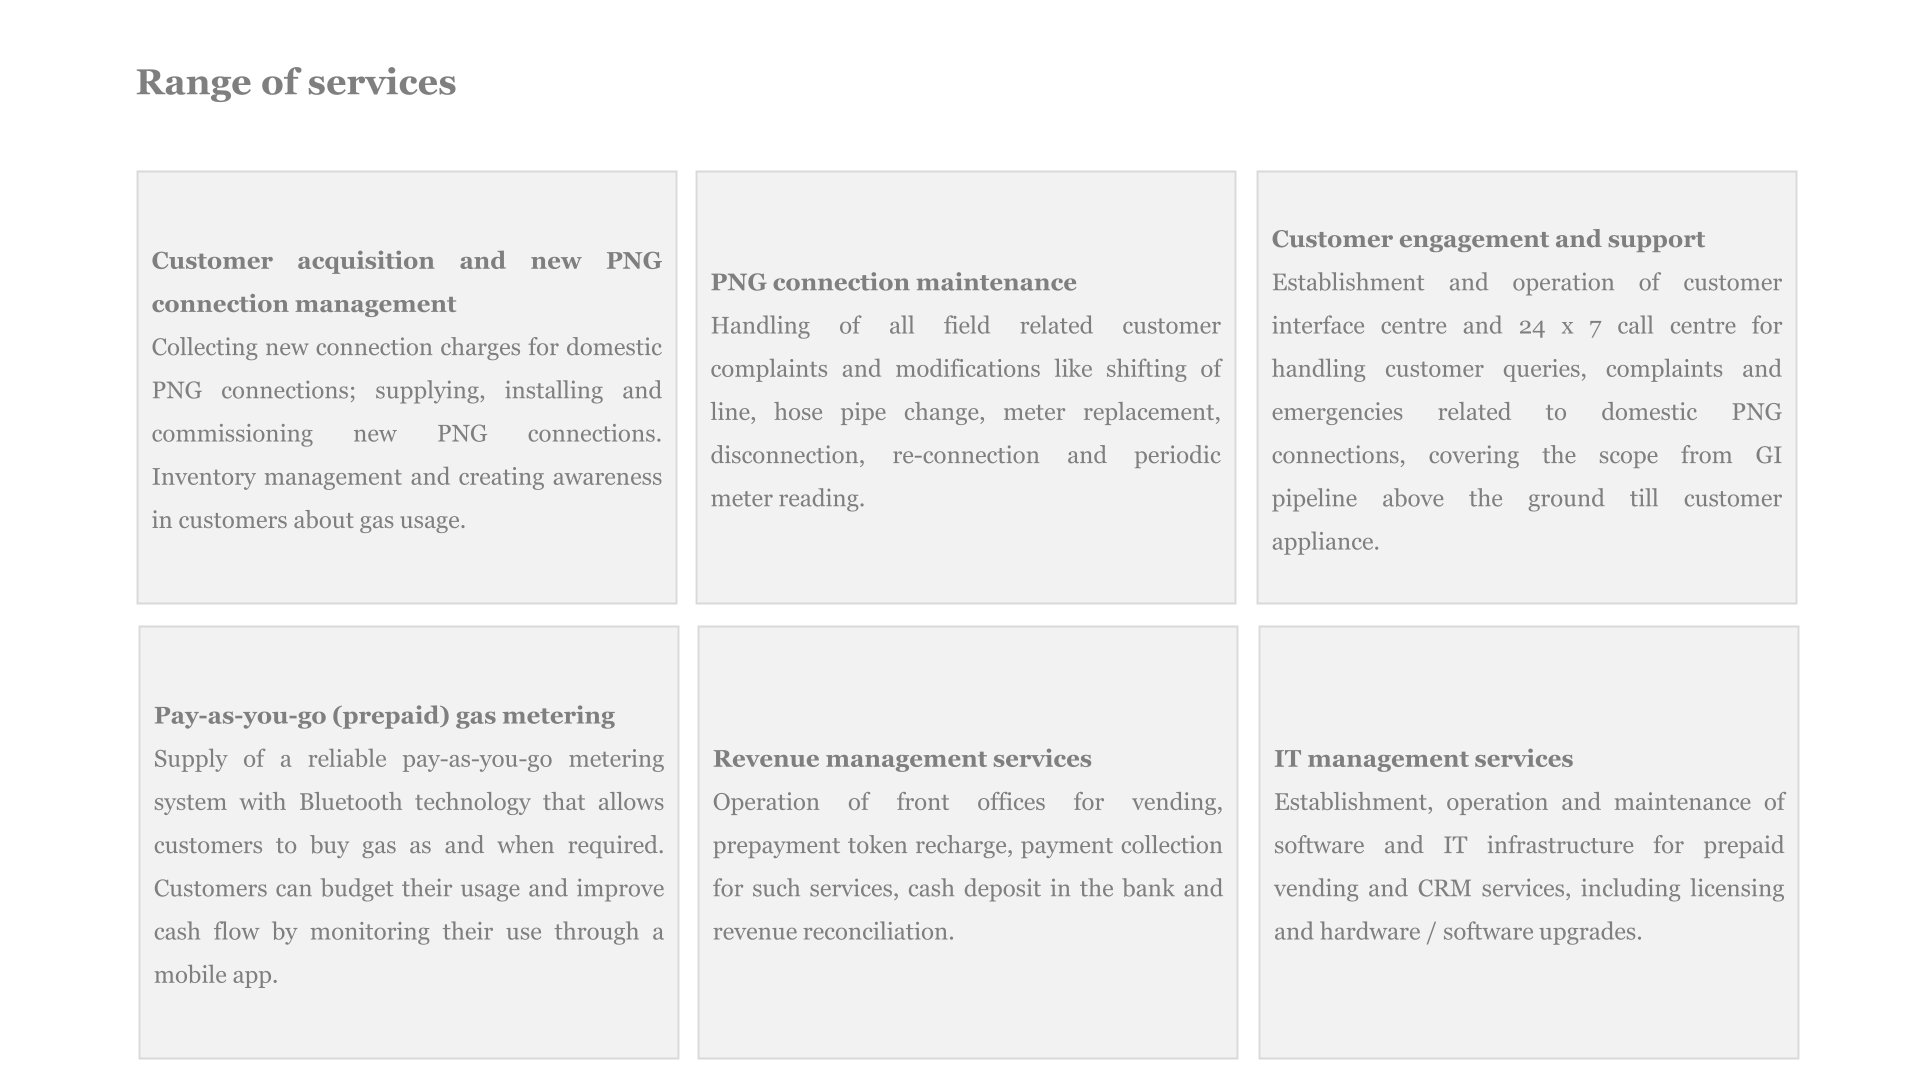 Range of services
Customer acquisition and new PNG
connection management
Collecting new connection charges for domestic
PNG connections; supplying, installing and
commissioning new PNG connections.
Inventory management and creating awareness
in customers about gas usage.
PNG connection maintenance
Handling of all field related customer
complaints and modifications like shifting of
line, hose pipe change, meter replacement,
disconnection, re-connection and periodic
meter reading.
Customer engagement and support
Establishment and operation of customer
interface centre and 24 x 7 call centre for
handling customer queries, complaints and
emergencies related to domestic PNG
connections, covering the scope from GI
pipeline above the ground till customer
appliance.
Pay-as-you-go (prepaid) gas metering
Supply of a reliable pay-as-you-go metering
system with Bluetooth technology that allows
customers to buy gas as and when required.
Customers can budget their usage and improve
cash flow by monitoring their use through a
mobile app.
Revenue management services
Operation of front offices for vending,
prepayment token recharge, payment collection
for such services, cash deposit in the bank and
revenue reconciliation.
IT management services
Establishment, operation and maintenance of
software and IT infrastructure for prepaid
vending and CRM services, including licensing
and hardware / software upgrades.